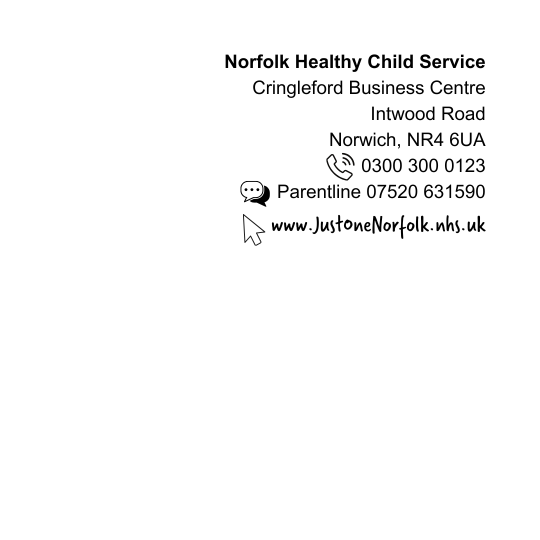 Norfolk Healthy Child Service
Cringleford Business Centre
Intwood Road
Norwich, NR4 6UA
0300 300 0123
Parentline 07520 631590
www.JustoneNorfolk.nhs.uk